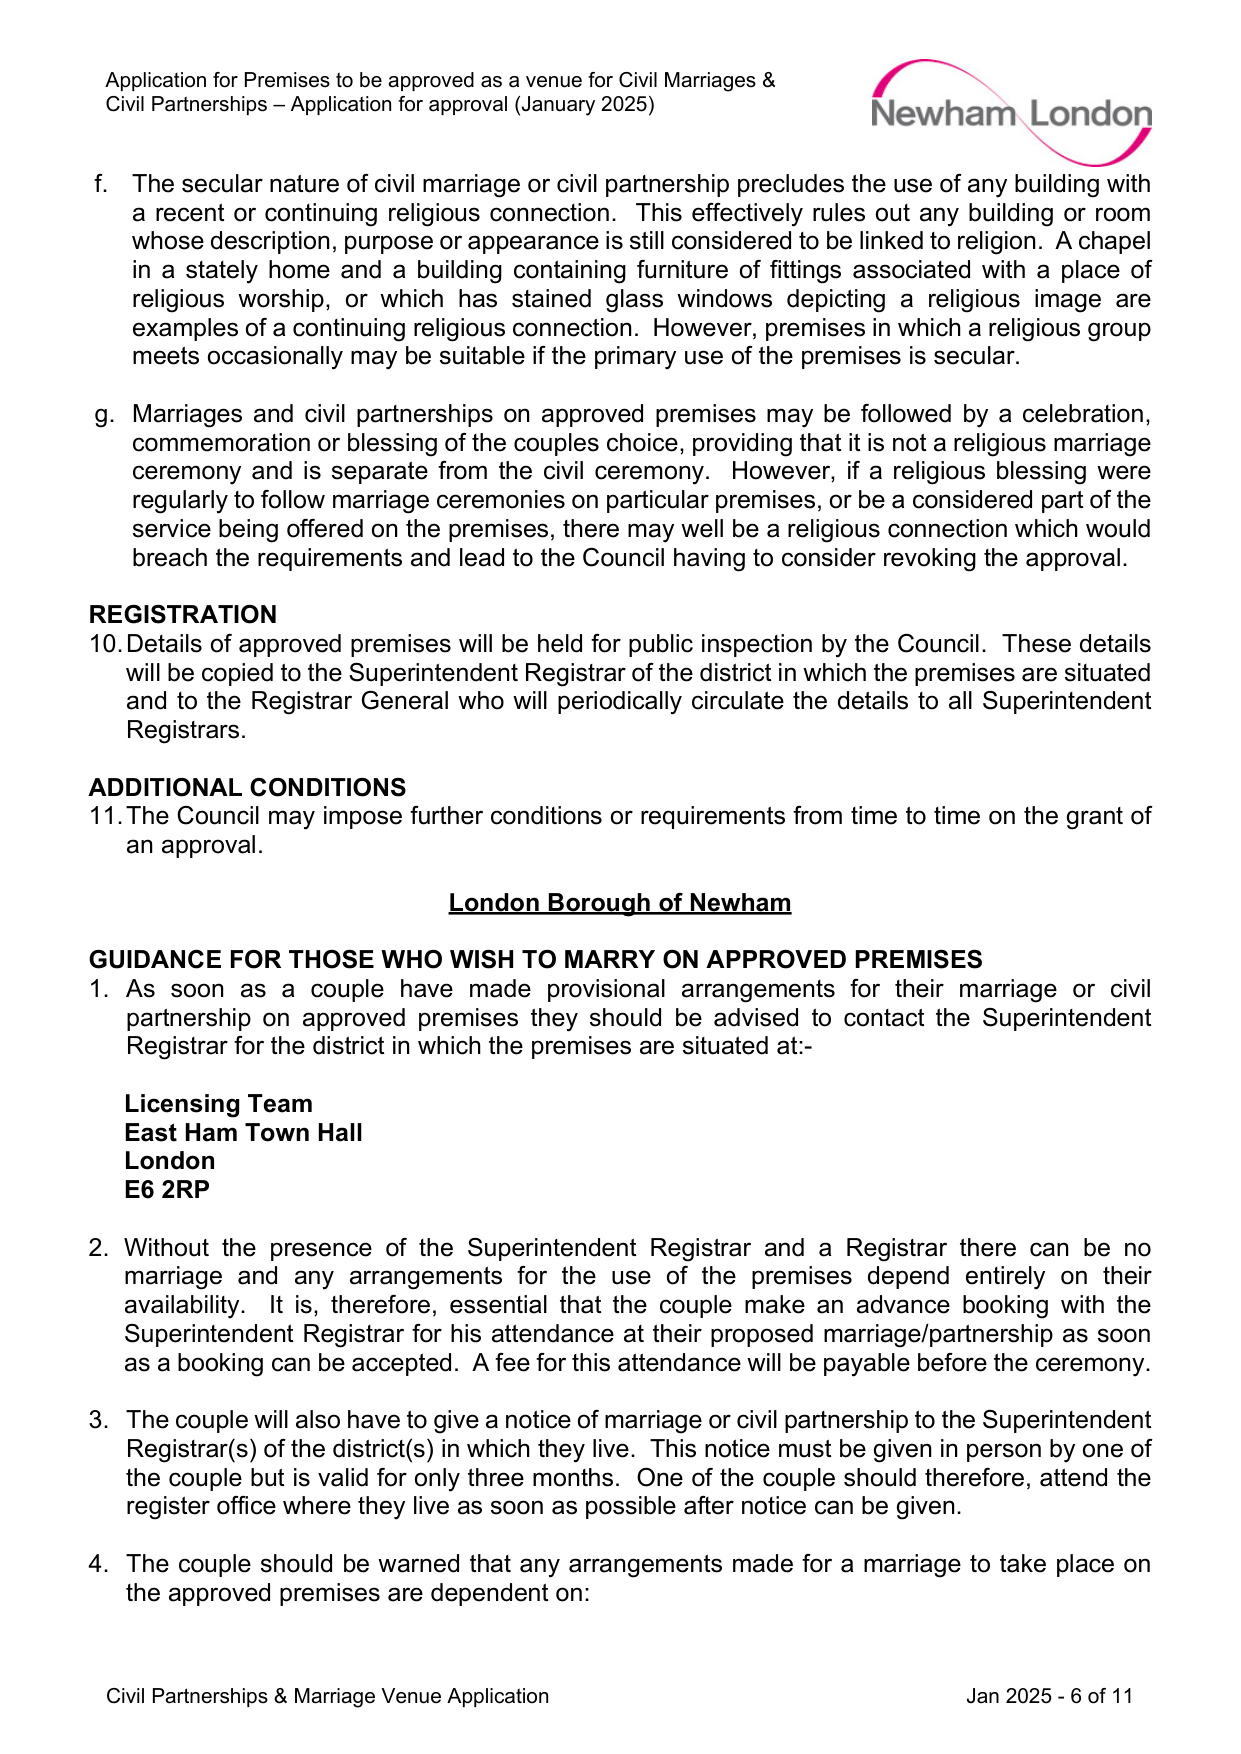 Application for Premises to be approved as a venue for Civil Marriages &
Civil Partnerships – Application for approval (January 2025)
Newham London
f. The secular nature of civil marriage or civil partnership precludes the use of any building with
a recent or continuing religious connection. This effectively rules out any building or room
whose description, purpose or appearance is still considered to be linked to religion. A chapel
in a stately home and a building containing furniture of fittings associated with a place of
religious worship, or which has stained glass windows depicting a religious image are
examples of a continuing religious connection. However, premises in which a religious group
meets occasionally may be suitable if the primary use of the premises is secular.
g. Marriages and civil partnerships on approved premises may be followed by a celebration,
commemoration or blessing of the couples choice, providing that it is not a religious marriage
ceremony and is separate from the civil ceremony. However, if a religious blessing were
regularly to follow marriage ceremonies on particular premises, or be a considered part of the
service being offered on the premises, there may well be a religious connection which would
breach the requirements and lead to the Council having to consider revoking the approval.
REGISTRATION
10. Details of approved premises will be held for public inspection by the Council. These details
will be copied to the Superintendent Registrar of the district in which the premises are situated
and to the Registrar General who will periodically circulate the details to all Superintendent
Registrars.
ADDITIONAL CONDITIONS
11. The Council may impose further conditions or requirements from time to time on the grant of
an approval.
London Borough of Newham
GUIDANCE FOR THOSE WHO WISH TO MARRY ON APPROVED PREMISES
1. As soon as a couple have made provisional arrangements for their marriage or civil
partnership on approved premises they should be advised to contact the Superintendent
Registrar for the district in which the premises are situated at:-
Licensing Team
East Ham Town Hall
London
E6 2RP
2. Without the presence of the Superintendent Registrar and a Registrar there can be no
marriage and any arrangements for the use of the premises depend entirely on their
availability. It is, therefore, essential that the couple make an advance booking with the
Superintendent Registrar for his attendance at their proposed marriage/partnership as soon
as a booking can be accepted. A fee for this attendance will be payable before the ceremony.
3. The couple will also have to give a notice of marriage or civil partnership to the Superintendent
Registrar(s) of the district(s) in which they live. This notice must be given in person by one of
the couple but is valid for only three months. One of the couple should therefore, attend the
register office where they live as soon as possible after notice can be given.
4. The couple should be warned that any arrangements made for a marriage to take place on
the approved premises are dependent on:
Civil Partnerships & Marriage Venue Application
Jan 2025 - 6 of 11